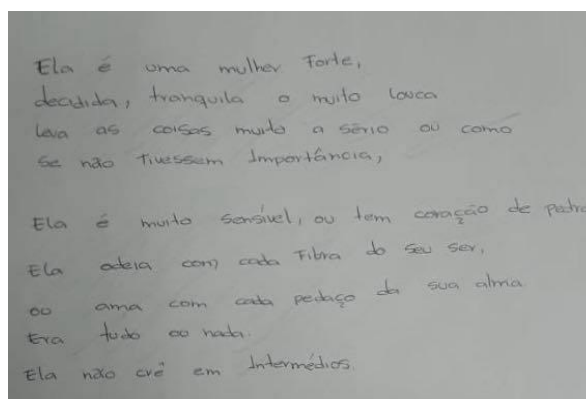 Ela é uma mulher Forte,
decidida, tranquila o muito louca
leva as coisas muito a sério ou como
se não Tivessem Importância,
Ela é muito sensível, ou tem coração de pedra
Ela odeia com cada Fibra do seu ser,
ou ama com cada pedaço da sua alma
Era tudo ou nada.
Ela não crê em Intermédios.